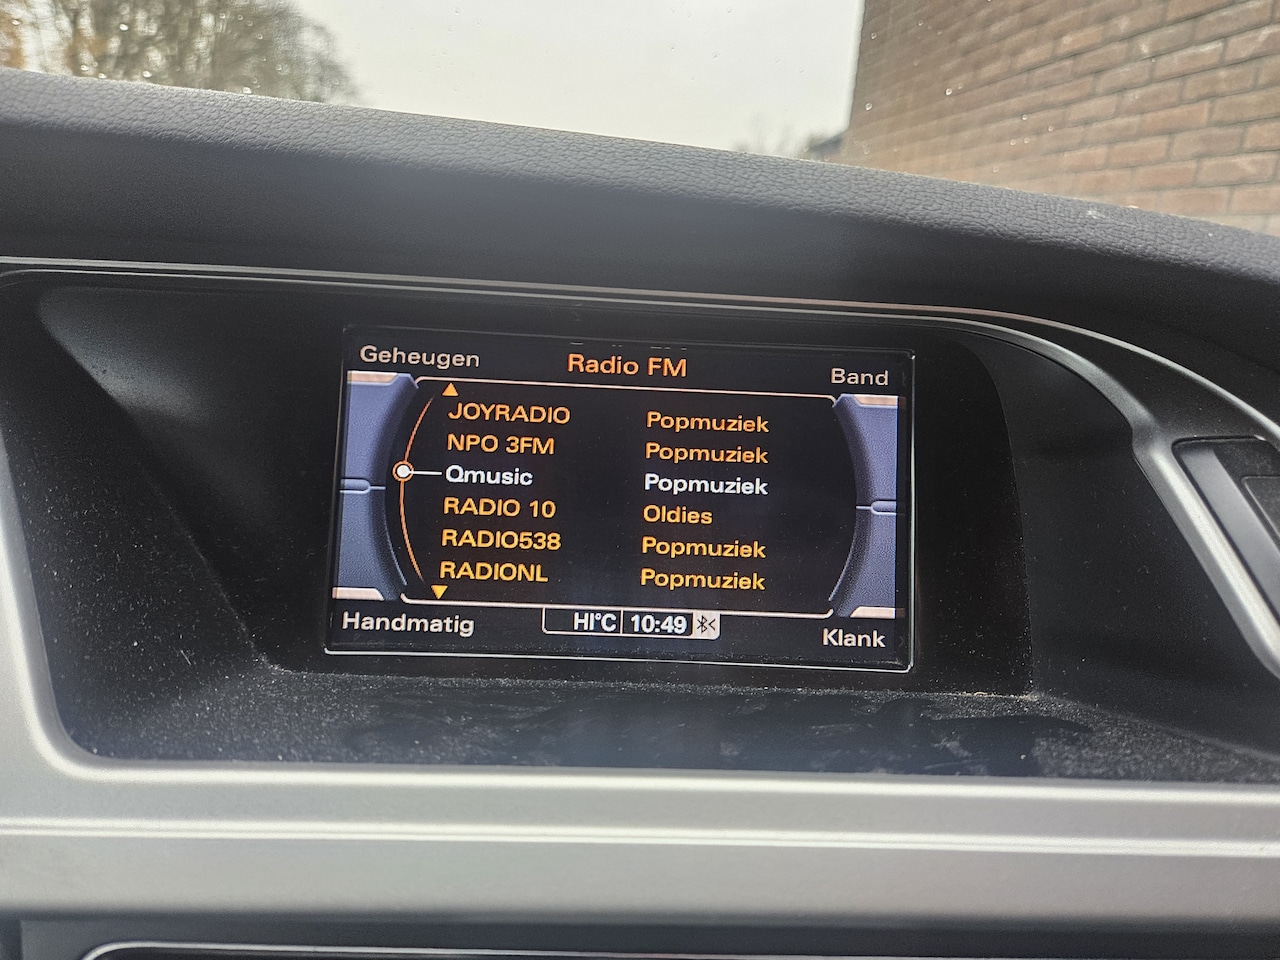 Geheugen Radio FM Band
JOYRADIO Popmuziek
NPO 3FM Popmuziek
Qmusic Popmuziek
RADIO 10 Oldies
RADIO538 Popmuziek
RADIONL Popmuziek
Handmatig HI°C 10:49 Klank